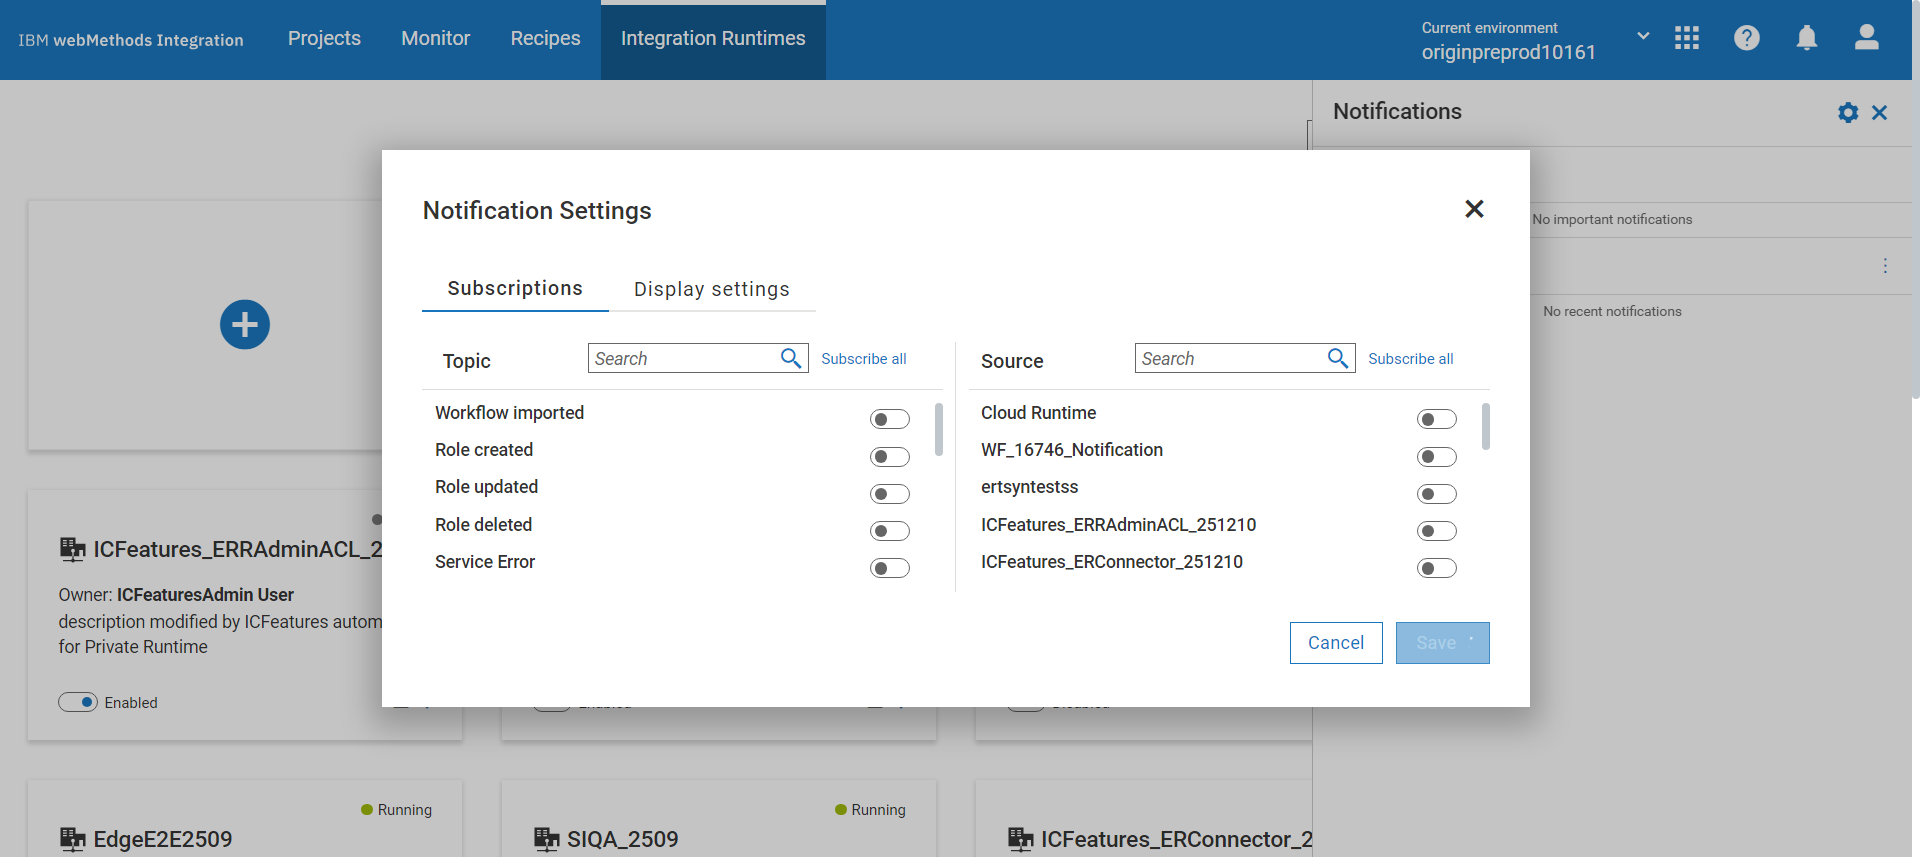 IBM webMethods Integration
Projects
Monitor
Recipes
Integration Runtimes
Current environment
originpreprod10161
Notifications
No important notifications
No recent notifications
Notification Settings
Subscriptions
Display settings
Topic
Search
Subscribe all
Workflow imported
Role created
Role updated
Role deleted
Service Error
Source
Search
Subscribe all
Cloud Runtime
WF_16746_Notification
ertsyntestss
ICFeatures_ERRAdminACL_251210
ICFeatures_ERConnector_251210
Cancel
Save
ICFeatures_ERRAdminACL_2
Owner: ICFeaturesAdmin User
description modified by ICFeatures autom
for Private Runtime
Enabled
Running
EdgeE2E2509
Running
SIQA_2509
ICFeatures_ERConnector_2